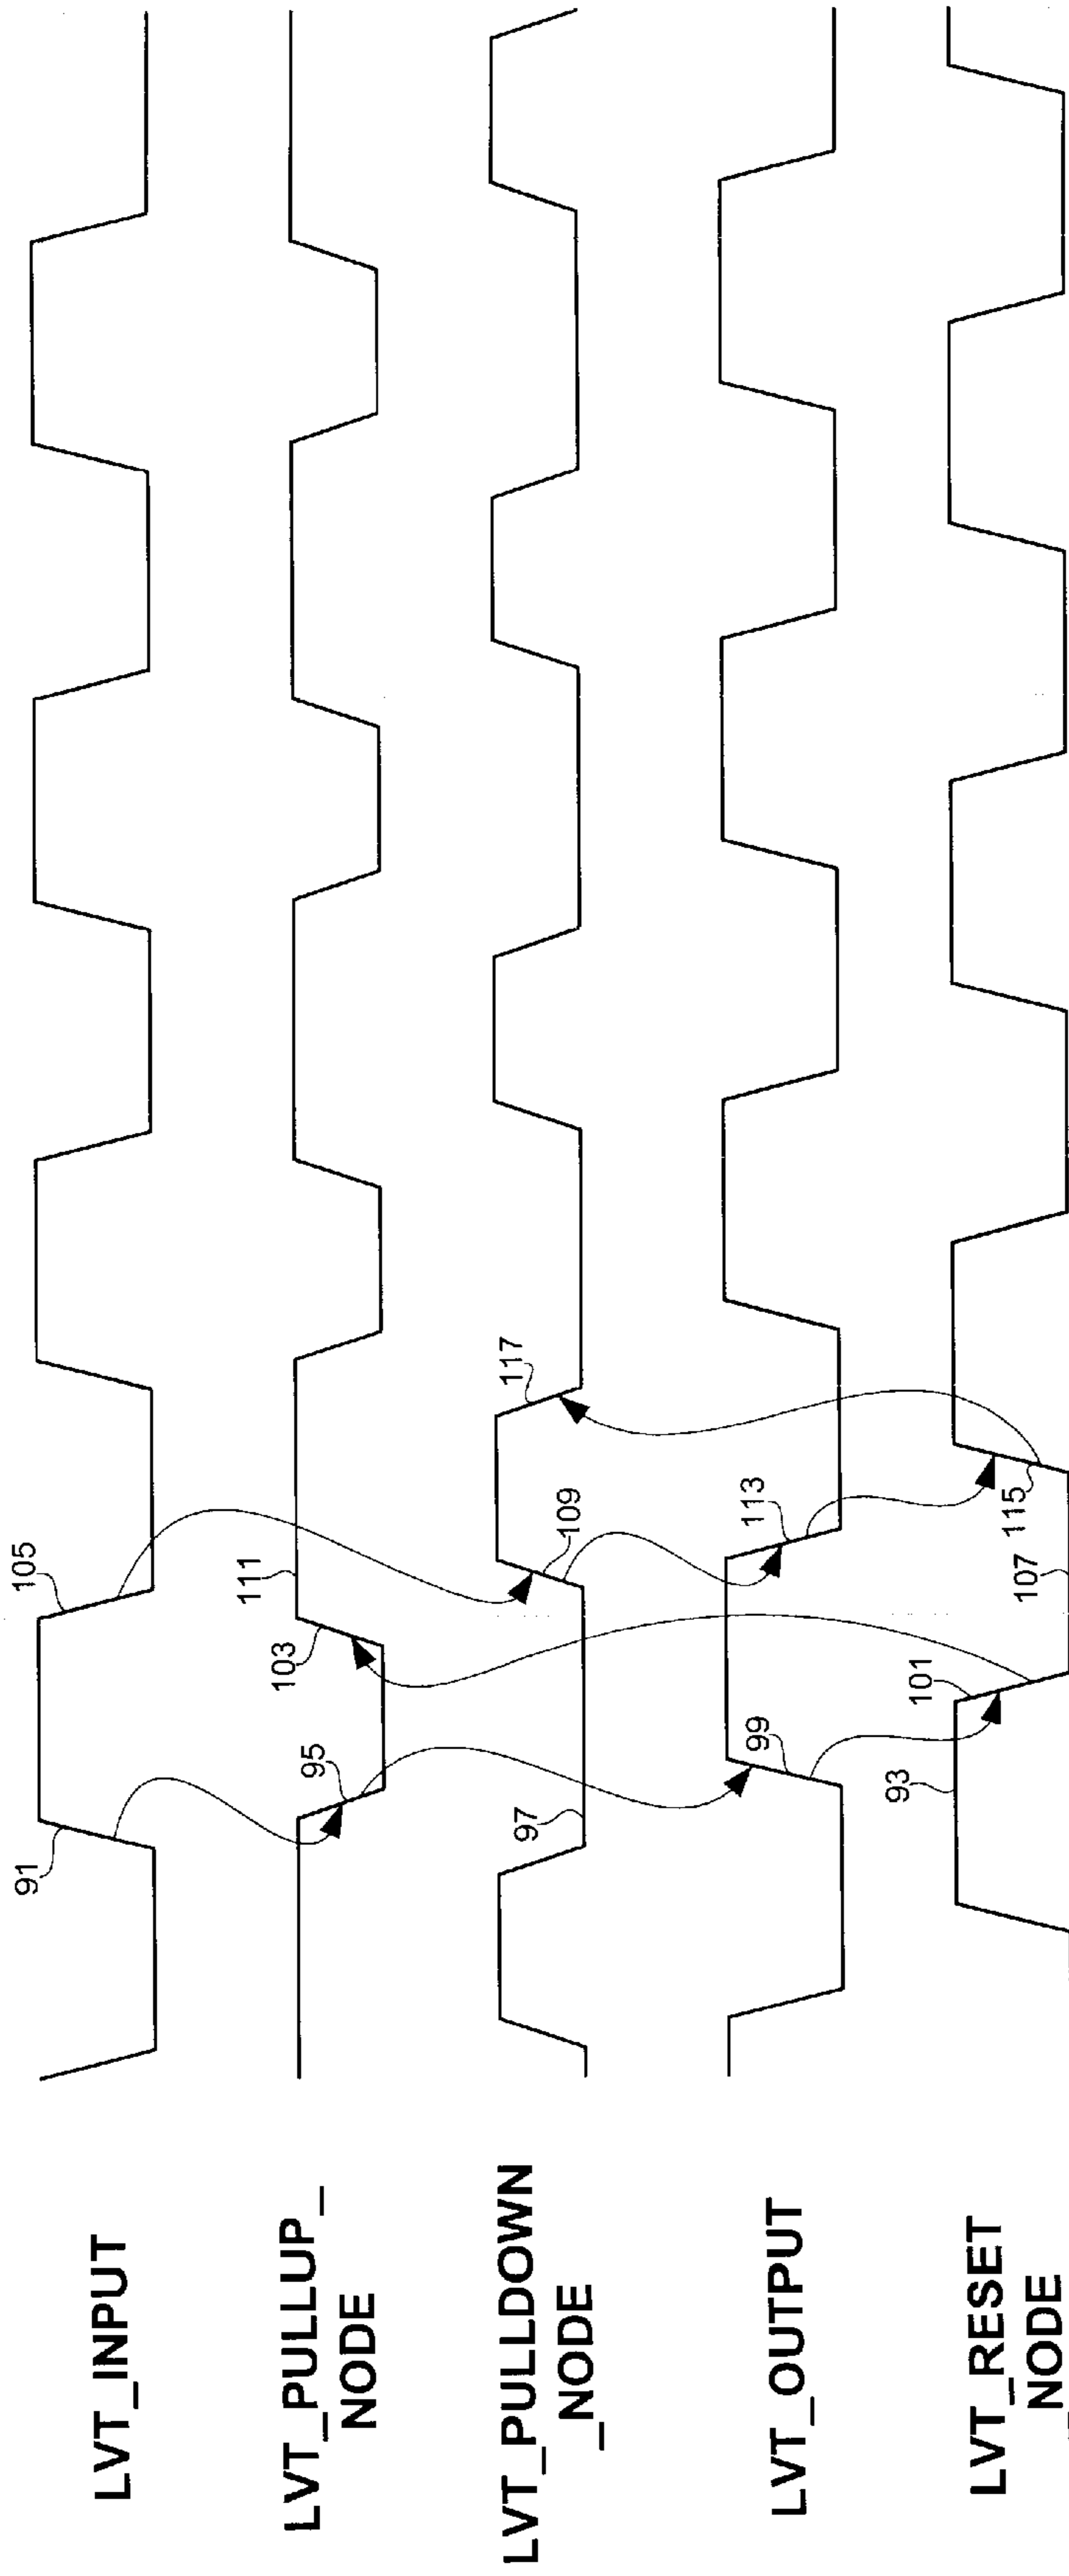 LVT_INPUT
91
105
LVT_PULLUP_
_NODE
95
103
111
LVT_PULLDOWN
_NODE
97
109
117
LVT_OUTPUT
99
113
LVT_RESET
_NODE
93
101
107
115